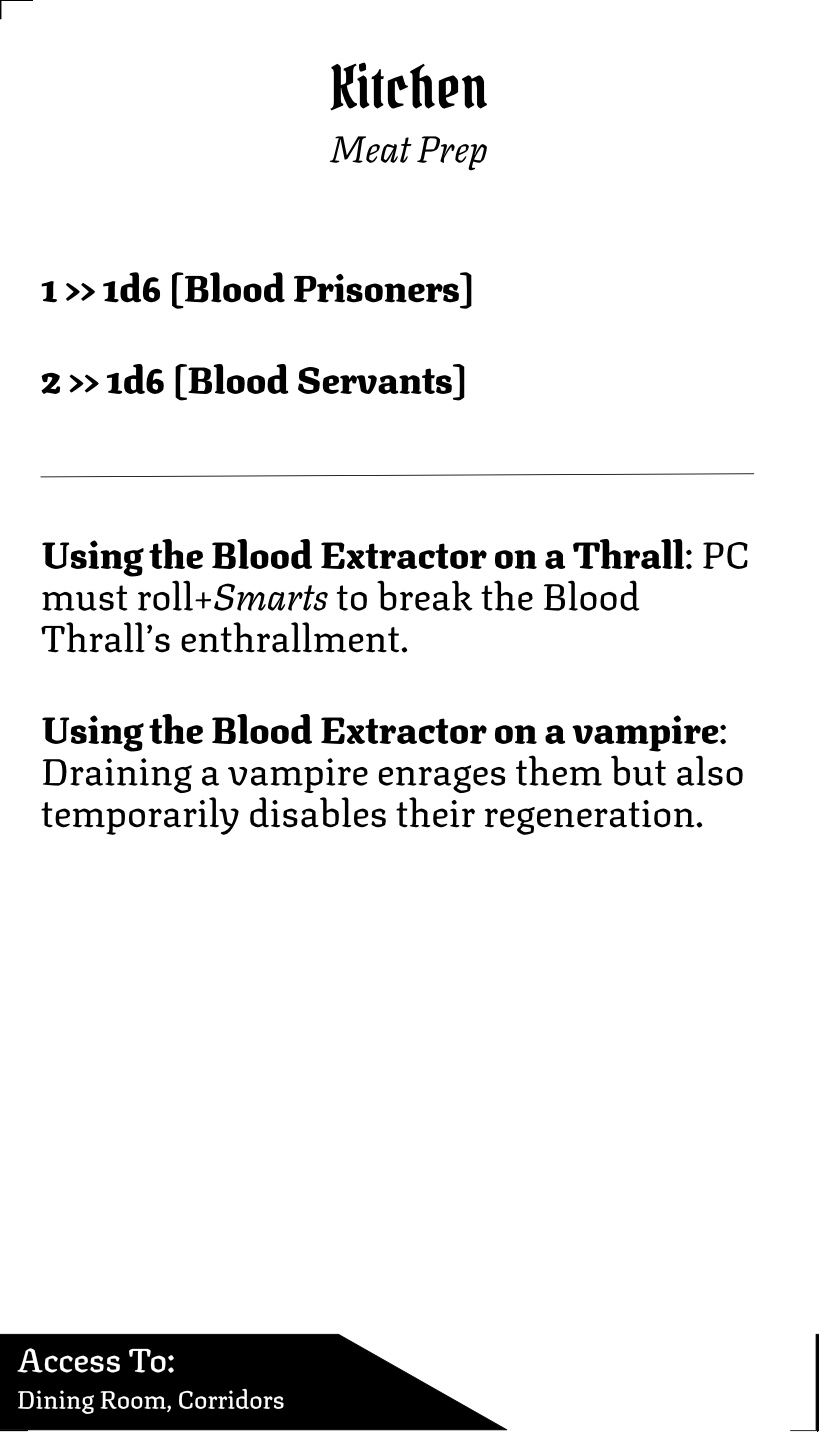 Kitchen
Meat Prep
1 >> 1d6 [Blood Prisoners]
2 >> 1d6 [Blood Servants]
Using the Blood Extractor on a Thrall: PC
must roll+Smarts to break the Blood
Thrall’s enthrallment.
Using the Blood Extractor on a vampire:
Draining a vampire enrages them but also
temporarily disables their regeneration.
Access To:
Dining Room, Corridors